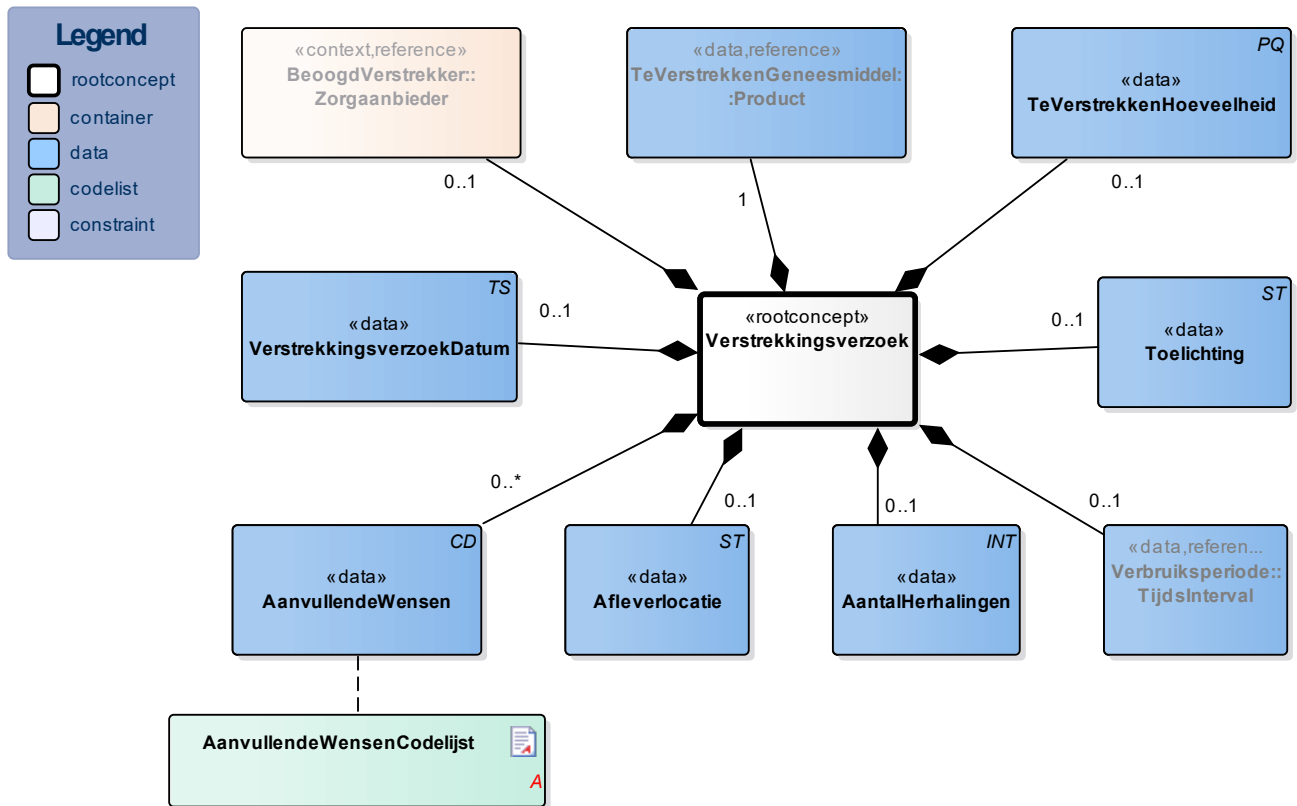 Legend
rootconcept
container
data
codelist
constraint
«context,reference»
BeoogdVerstrekker::
Zorgaanbieder
«data,reference»
TeVerstrekkenGeneesmiddel:
:Product
PQ
«data»
TeVerstrekkenHoeveelheid
0..1
1
0..1
TS
«data»
VerstrekkingsverzoekDatum
0..1
«rootconcept»
Verstrekkingsverzoek
0..1
ST
«data»
Toelichting
0..*
0..1
0..1
0..1
CD
«data»
AanvullendeWensen
ST
«data»
Afleverlocatie
INT
«data»
AantalHerhalingen
«data,referen...
Verbruiksperiode::
TijdsInterval
AanvullendeWensenCodelijst
A